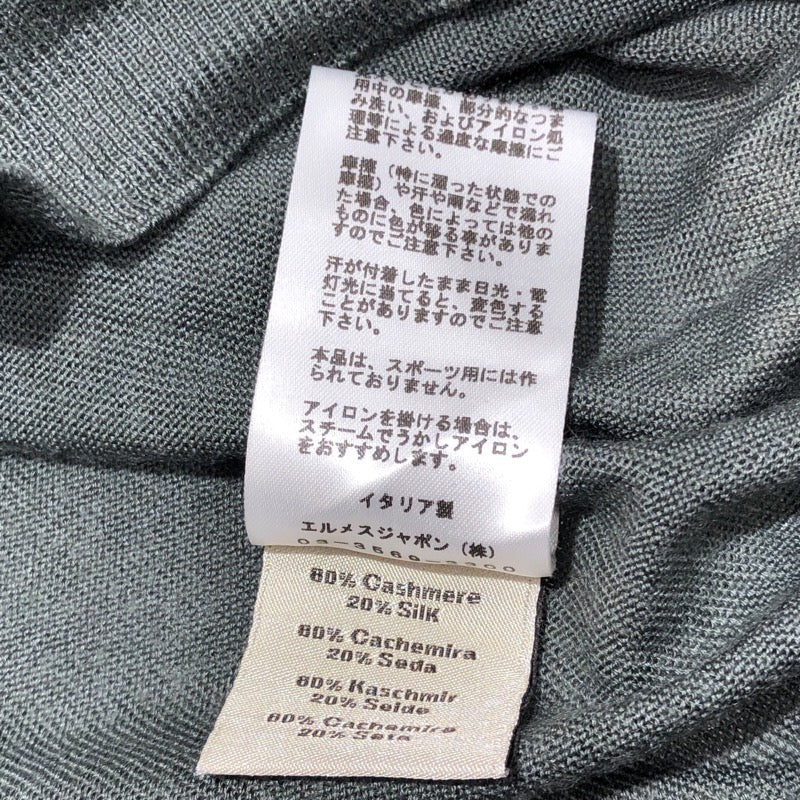 用中の摩擦、部分的なつま
み洗い、およびアイロン処
理等による過度な摩擦にご
注意下さい。
摩擦（特に湿った状態での
摩擦）や汗や雨などで濡れ
た場合、色によっては他の
ものに色が移る事がありま
すのでご注意下さい。
汗が付着したまま日光・電
灯光に当てると、変色する
ことがありますのでご注意
下さい。
本品は、スポーツ用には作
られておりません。
アイロンを掛ける場合は、
スチームでうかしアイロン
をおすすめします。
イタリア製
エルメスジャポン（株）
03-3569-3300
80% Cashmere
20% Silk
80% Cachemira
20% Seda
80% Kaschmir
20% Seide
80% Cachemire
20% Seta